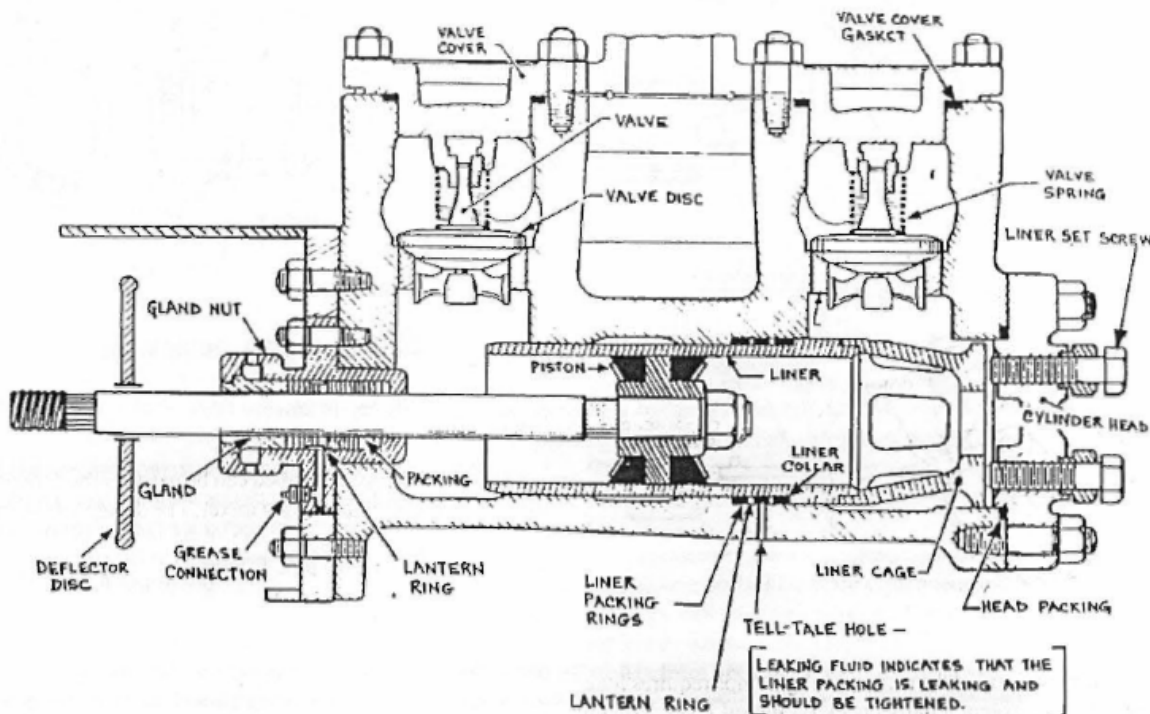 VALVE
COVER
VALVE COVER
GASKET
VALVE
VALVE DISC
VALVE
SPRING
LINER SET SCREW
GLAND NUT
PISTON
LINER
CYLINDER HEAD
LINER
COLLAR
GLAND
PACKING
DEFLECTOR
DISC
GREASE
CONNECTION
LANTERN
RING
LINER
PACKING
RINGS
LINER CAGE
HEAD PACKING
TELL-TALE HOLE —
LEAKING FLUID INDICATES THAT THE
LINER PACKING IS LEAKING AND
SHOULD BE TIGHTENED.
LANTERN RING